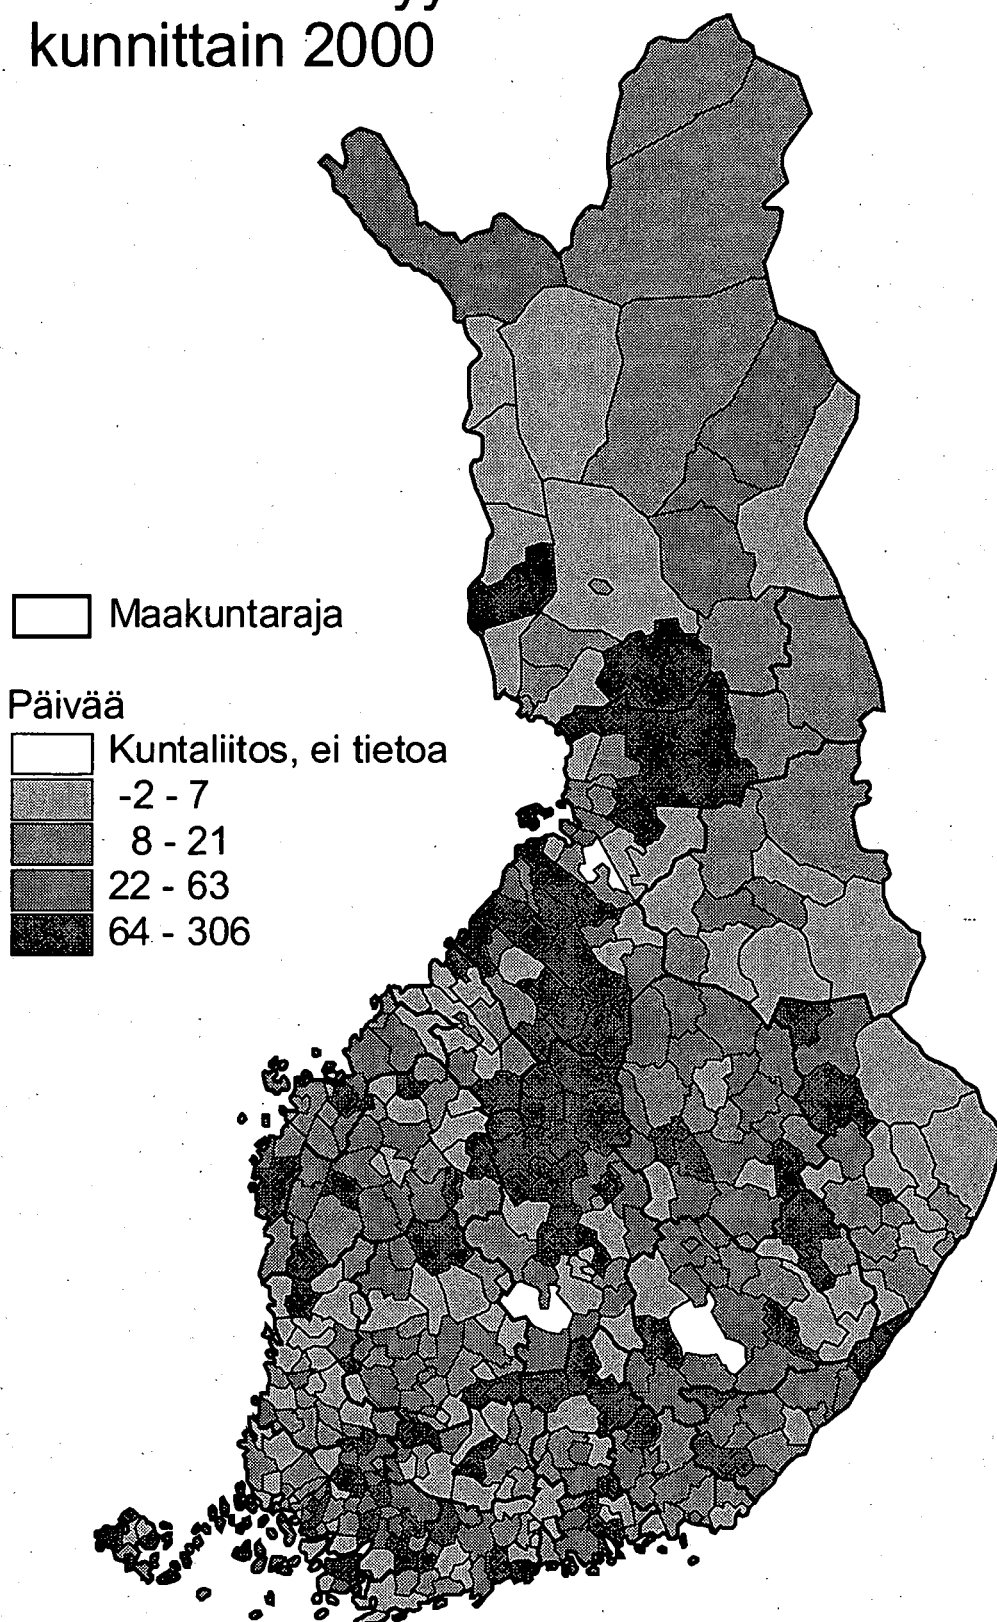 kunnittain 2000
Maakuntaraja
Päivää
Kuntaliitos, ei tietoa
-2 - 7
8 - 21
22 - 63
64 - 306